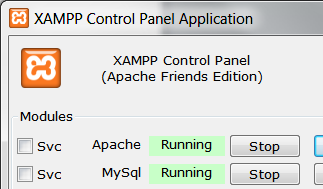 XAMPP Control Panel Application
XAMPP Control Panel
(Apache Friends Edition)
Modules
Svc Apache Running Stop
Svc MySql Running Stop